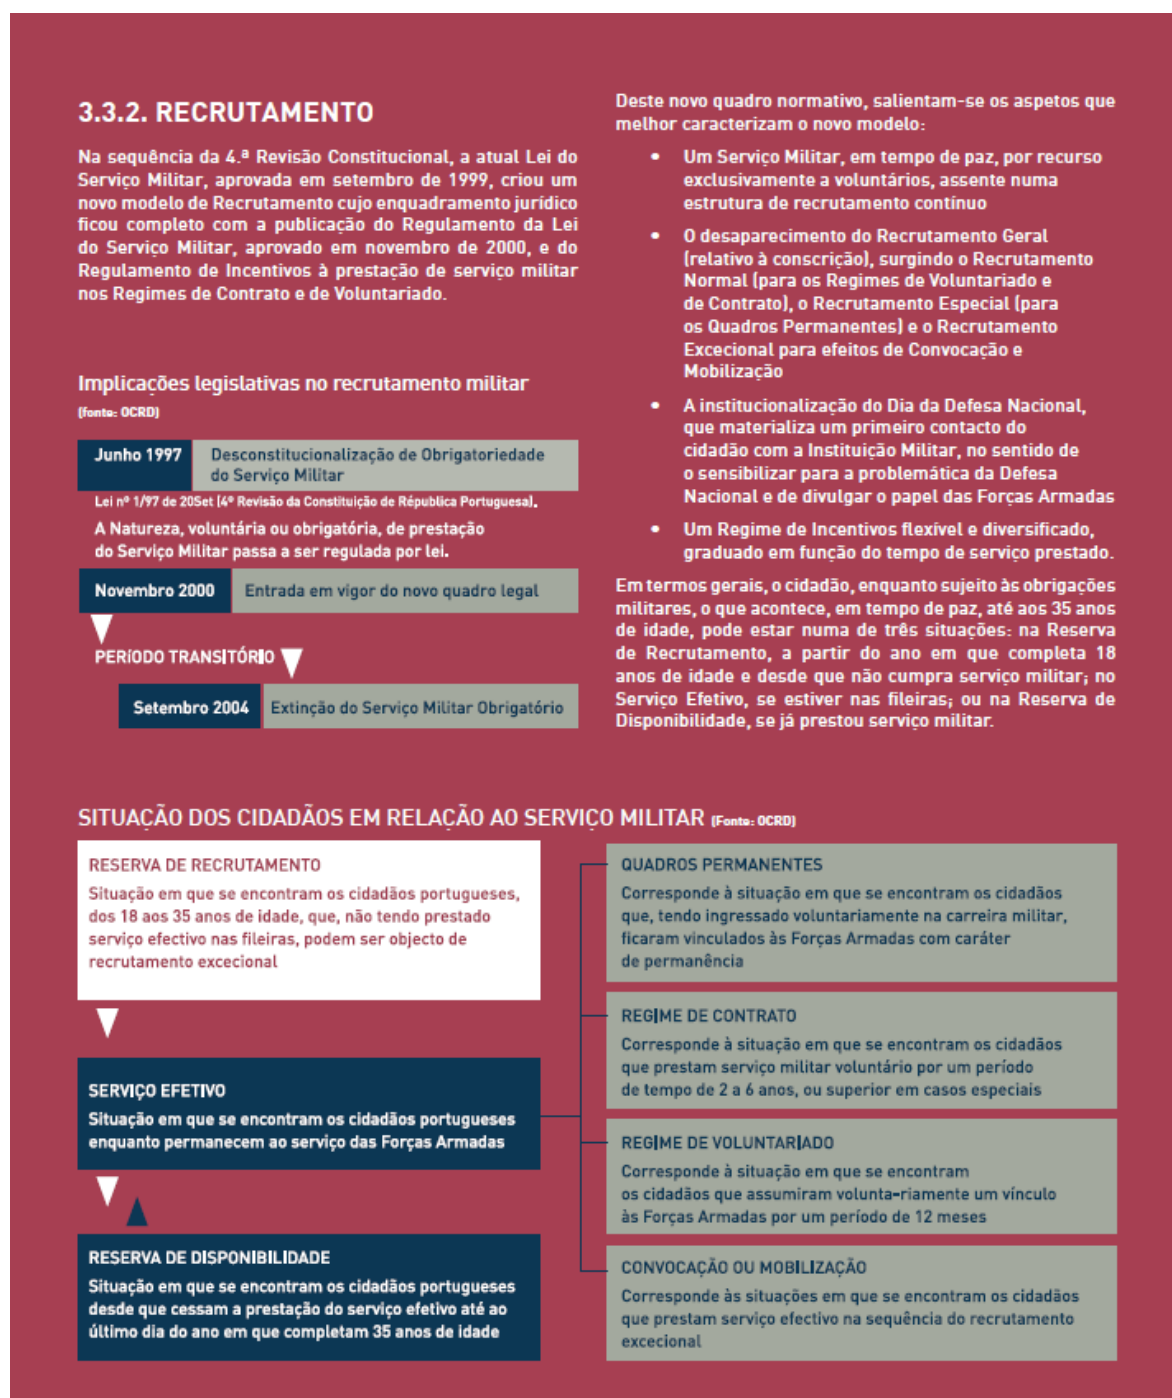 3.3.2. RECRUTAMENTO
Na sequência da 4.ª Revisão Constitucional, a atual Lei do
Serviço Militar, aprovada em setembro de 1999, criou um
novo modelo de Recrutamento cujo enquadramento jurídico
ficou completo com a publicação do Regulamento da Lei
do Serviço Militar, aprovado em novembro de 2000, e do
Regulamento de Incentivos à prestação de serviço militar
nos Regimes de Contrato e de Voluntariado.
Implicações legislativas no recrutamento militar
(fonte: OCRD)
Junho 1997 Desconstitucionalização de Obrigatoriedade
do Serviço Militar
Lei nº 1/97 de 20Set (4º Revisão da Constituição de Républica Portuguesa).
A Natureza, voluntária ou obrigatória, de prestação
do Serviço Militar passa a ser regulada por lei.
Novembro 2000 Entrada em vigor do novo quadro legal
PERÍODO TRANSITÓRIO
Setembro 2004 Extinção do Serviço Militar Obrigatório
Deste novo quadro normativo, salientam-se os aspetos que
melhor caracterizam o novo modelo:
• Um Serviço Militar, em tempo de paz, por recurso
exclusivamente a voluntários, assente numa
estrutura de recrutamento contínuo
• O desaparecimento do Recrutamento Geral
(relativo à conscrição), surgindo o Recrutamento
Normal (para os Regimes de Voluntariado e
de Contrato), o Recrutamento Especial (para
os Quadros Permanentes) e o Recrutamento
Excecional para efeitos de Convocação e
Mobilização
• A institucionalização do Dia da Defesa Nacional,
que materializa um primeiro contacto do
cidadão com a Instituição Militar, no sentido de
o sensibilizar para a problemática da Defesa
Nacional e de divulgar o papel das Forças Armadas
• Um Regime de Incentivos flexível e diversificado,
graduado em função do tempo de serviço prestado.
Em termos gerais, o cidadão, enquanto sujeito às obrigações
militares, o que acontece, em tempo de paz, até aos 35 anos
de idade, pode estar numa de três situações: na Reserva
de Recrutamento, a partir do ano em que completa 18
anos de idade e desde que não cumpra serviço militar; no
Serviço Efetivo, se estiver nas fileiras; ou na Reserva de
Disponibilidade, se já prestou serviço militar.
SITUAÇÃO DOS CIDADÃOS EM RELAÇÃO AO SERVIÇO MILITAR (Fonte: OCRD)
RESERVA DE RECRUTAMENTO
Situação em que se encontram os cidadãos portugueses,
dos 18 aos 35 anos de idade, que, não tendo prestado
serviço efectivo nas fileiras, podem ser objecto de
recrutamento excecional
SERVIÇO EFETIVO
Situação em que se encontram os cidadãos portugueses
enquanto permanecem ao serviço das Forças Armadas
RESERVA DE DISPONIBILIDADE
Situação em que se encontram os cidadãos portugueses
desde que cessam a prestação do serviço efetivo até ao
último dia do ano em que completam 35 anos de idade
QUADROS PERMANENTES
Corresponde à situação em que se encontram os cidadãos
que, tendo ingressado voluntariamente na carreira militar,
ficaram vinculados às Forças Armadas com caráter
de permanência
REGIME DE CONTRATO
Corresponde à situação em que se encontram os cidadãos
que prestam serviço militar voluntário por um período
de tempo de 2 a 6 anos, ou superior em casos especiais
REGIME DE VOLUNTARIADO
Corresponde à situação em que se encontram
os cidadãos que assumiram volunta-riamente um vínculo
às Forças Armadas por um período de 12 meses
CONVOCAÇÃO OU MOBILIZAÇÃO
Corresponde às situações em que se encontram os cidadãos
que prestam serviço efectivo na sequência do recrutamento
excecional